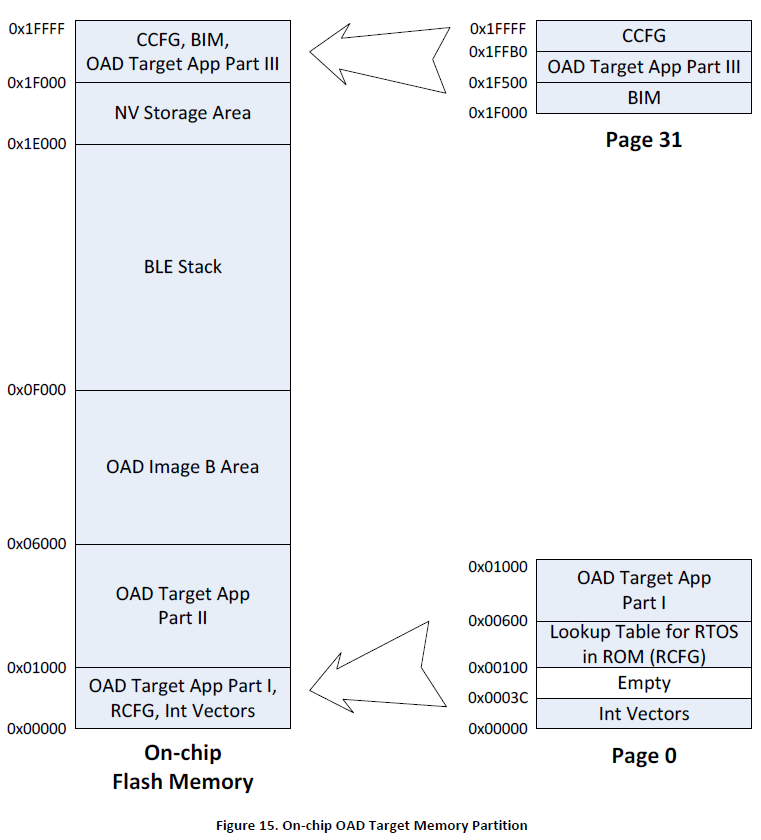 0x1FFFF
CCFG, BIM,
OAD Target App Part III
0x1F000
NV Storage Area
0x1E000
BLE Stack
0x0F000
OAD Image B Area
0x06000
OAD Target App
Part II
0x01000
OAD Target App Part I,
RCFG, Int Vectors
0x00000
On-chip
Flash Memory
0x1FFFF
CCFG
0x1FFB0
OAD Target App Part III
0x1F500
BIM
0x1F000
Page 31
0x01000
OAD Target App
Part I
0x00600
Lookup Table for RTOS
in ROM (RCFG)
0x00100
Empty
0x0003C
Int Vectors
0x00000
Page 0
Figure 15. On-chip OAD Target Memory Partition